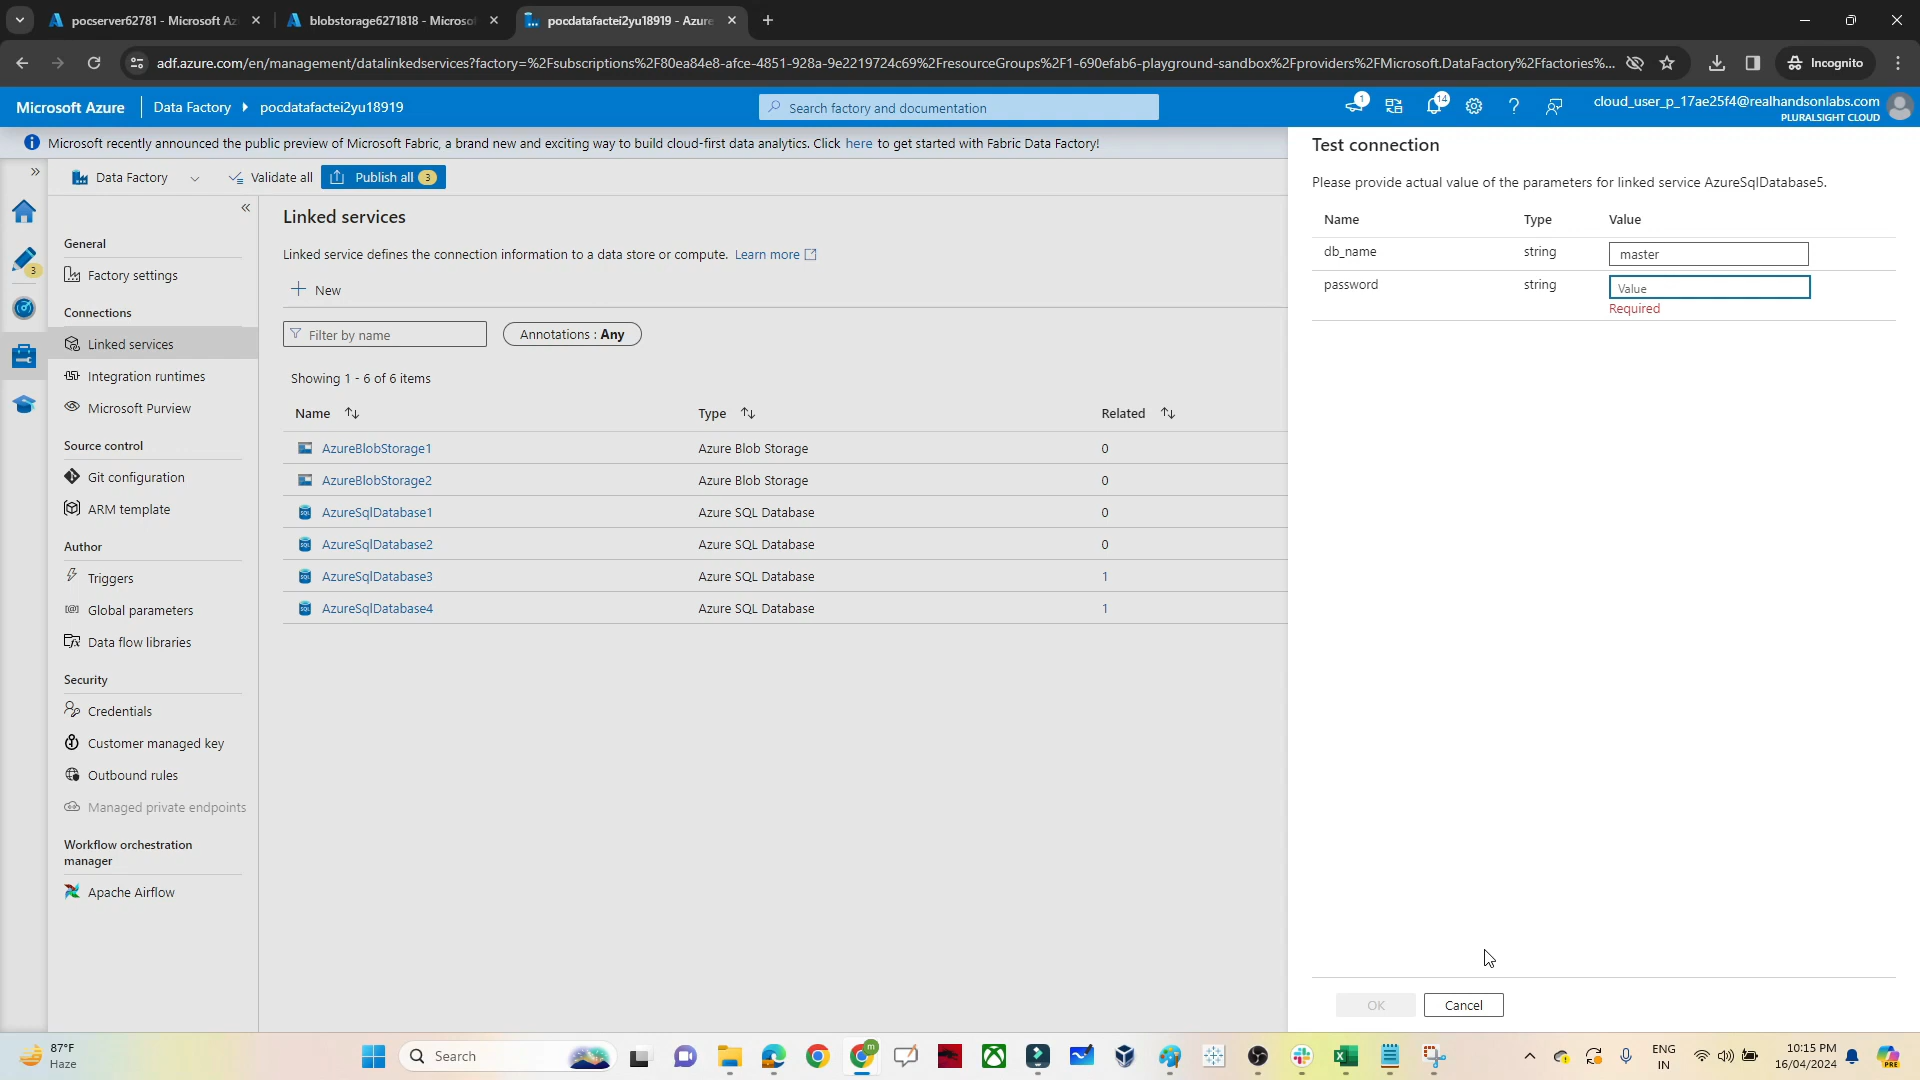 pocserver62781 - Microsoft Az
blobstorage6271818 - Microso
pocdatafactei2yu18919 - Azure
adf.azure.com/en/management/datalinkedservices?factory=%2Fsubscriptions%2F80ea84e8-afce-4851-928a-9e2219724c69%2FresourceGroups%2F1-690efab6-playground-sandbox%2Fproviders%2FMicrosoft.DataFactory%2Ffactories%...
Incognito
Microsoft Azure
Data Factory
pocdatafactei2yu18919
Search factory and documentation
1
14
cloud_user_p_17ae25f4@realhandsonlabs.com
PLURALSIGHT CLOUD
Microsoft recently announced the public preview of Microsoft Fabric, a brand new and exciting way to build cloud-first data analytics. Click here to get started with Fabric Data Factory!
Data Factory
Validate all
Publish all 3
3
General
Factory settings
Connections
Linked services
Integration runtimes
Microsoft Purview
Source control
Git configuration
ARM template
Author
Triggers
Global parameters
Data flow libraries
Security
Credentials
Customer managed key
Outbound rules
Managed private endpoints
Workflow orchestration
manager
Apache Airflow
Linked services
Linked service defines the connection information to a data store or compute. Learn more
New
Filter by name
Annotations : Any
Showing 1 - 6 of 6 items
Name Type Related
AzureBlobStorage1 Azure Blob Storage 0
AzureBlobStorage2 Azure Blob Storage 0
AzureSqlDatabase1 Azure SQL Database 0
AzureSqlDatabase2 Azure SQL Database 0
AzureSqlDatabase3 Azure SQL Database 1
AzureSqlDatabase4 Azure SQL Database 1
Test connection
Please provide actual value of the parameters for linked service AzureSqlDatabase5.
Name Type Value
db_name string master
password string Value
Required
OK
Cancel
87°F
Haze
Search
m
ENG
IN
10:15 PM
16/04/2024
PRE